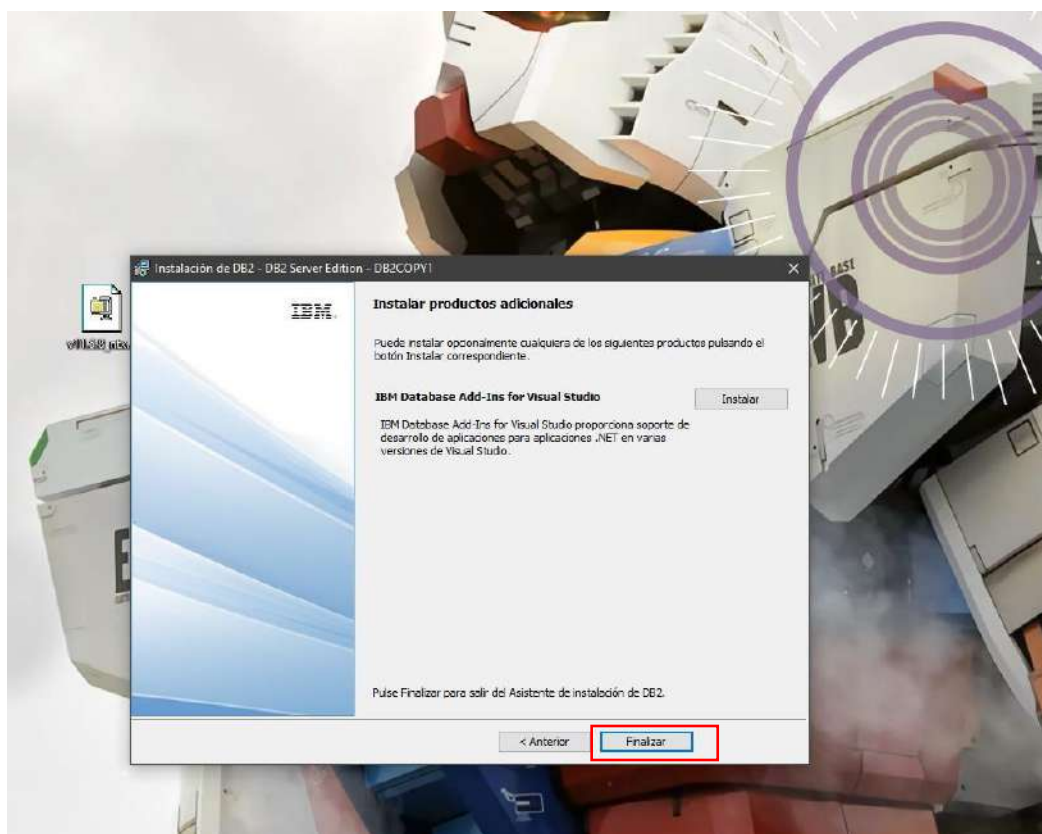 Instalación de DB2 - DB2 Server Edition - DB2COPY1
IBM.
Instalar productos adicionales
Puede instalar opcionalmente cualquiera de los siguientes productos pulsando el
botón Instalar correspondiente.
IBM Database Add-Ins for Visual Studio
Instalar
IBM Database Add-Ins for Visual Studio proporciona soporte de
desarrollo de aplicaciones para aplicaciones .NET en varias
versiones de Visual Studio.
Pulse Finalizar para salir del Asistente de instalación de DB2.
< Anterior
Finalizar
BASE